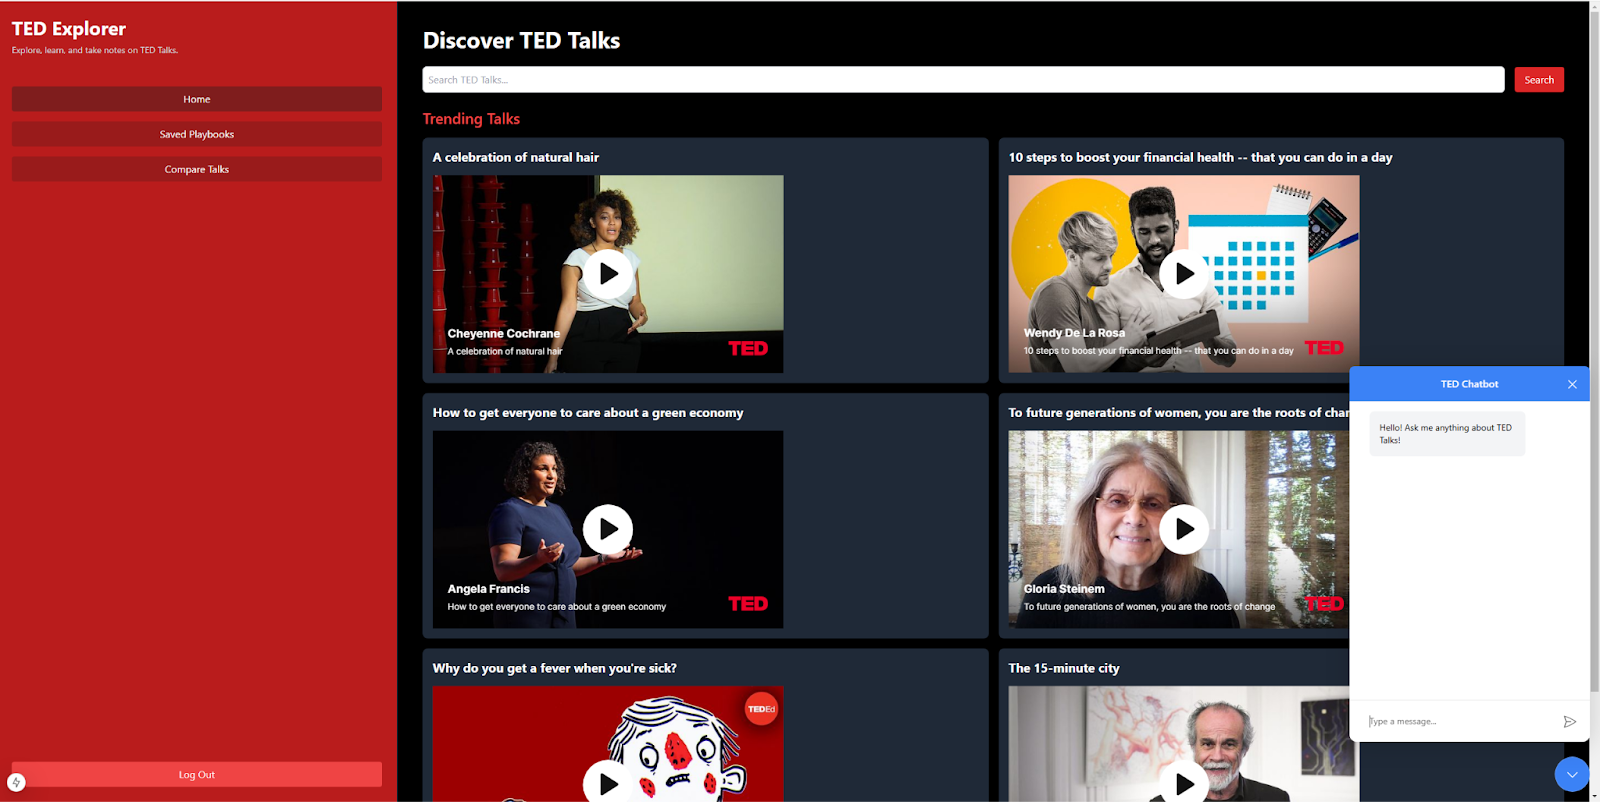 TED Explorer
Explore, learn, and take notes on TED Talks.
Home
Saved Playbooks
Compare Talks
Log Out
Discover TED Talks
Search TED Talks...
Search
Trending Talks
A celebration of natural hair
Cheyenne Cochrane
A celebration of natural hair
TED
10 steps to boost your financial health -- that you can do in a day
Wendy De La Rosa
10 steps to boost your financial health -- that you can do in a day
TED
How to get everyone to care about a green economy
Angela Francis
How to get everyone to care about a green economy
TED
To future generations of women, you are the roots of chan
Gloria Steinem
To future generations of women, you are the roots of change
TED
Why do you get a fever when you're sick?
TEDEd
The 15-minute city
TED Chatbot
Hello! Ask me anything about TED
Talks!
Type a message...